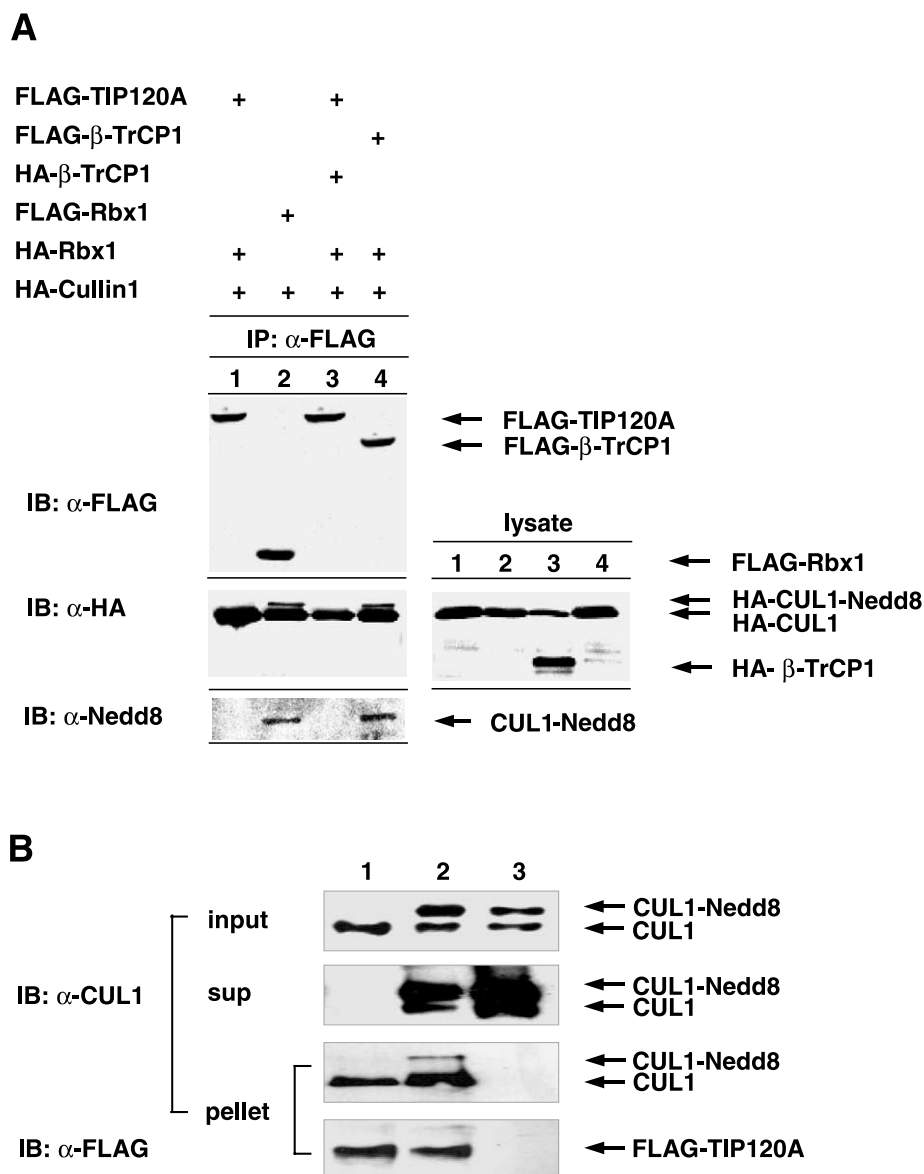 A
FLAG-TIP120A + +
FLAG-β-TrCP1 +
HA-β-TrCP1 +
FLAG-Rbx1 +
HA-Rbx1 + + +
HA-Cullin1 + + + +
IP: α-FLAG
1 2 3 4
FLAG-TIP120A
FLAG-β-TrCP1
IB: α-FLAG
lysate
1 2 3 4
FLAG-Rbx1
IB: α-HA
HA-CUL1-Nedd8
HA-CUL1
HA- β-TrCP1
IB: α-Nedd8
CUL1-Nedd8
B
1 2 3
input
CUL1-Nedd8
CUL1
IB: α-CUL1
sup
CUL1-Nedd8
CUL1
CUL1-Nedd8
CUL1
pellet
IB: α-FLAG
FLAG-TIP120A